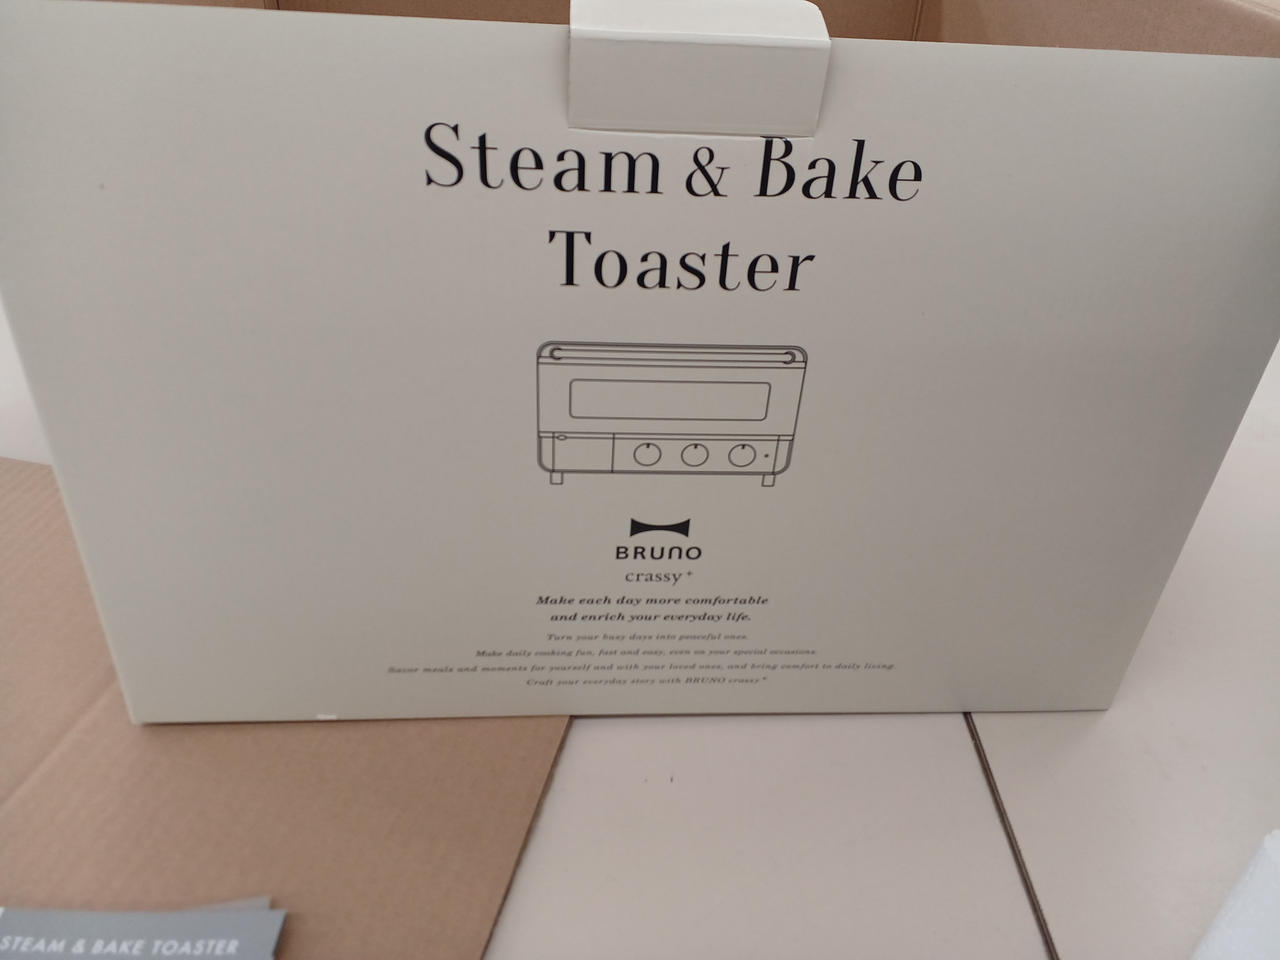 Steam & Bake
Toaster
BRUNO
crassy+
Make each day more comfortable
and enrich your everyday life.
Turn your busy days into peaceful ones.
Make daily cooking fun, fast and easy, even on your special occasions.
Savor meals and moments for yourself and with your loved ones, and bring comfort to daily living.
Craft your everyday story with BRUNO crassy+
STEAM & BAKE TOASTER